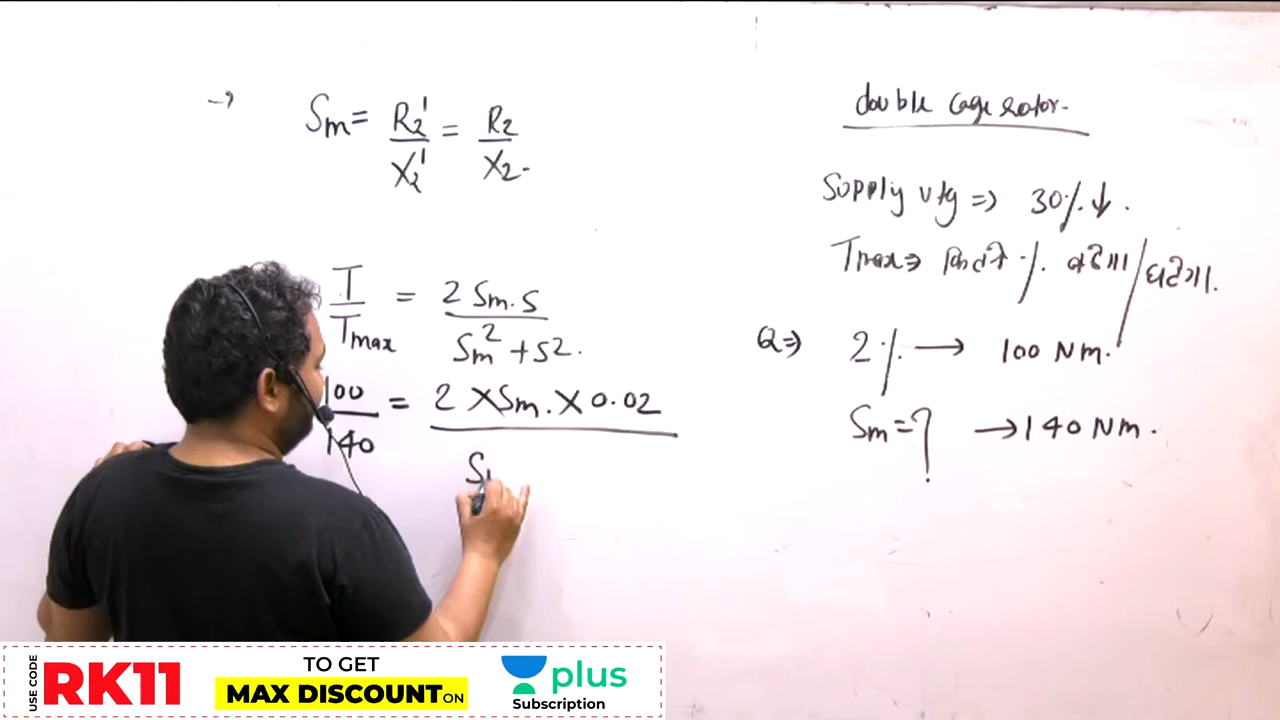 → Sm = R2' / X2' = R2 / X2.
T / Tmax = 2 Sm. S / Sm² + S2.
100 / 140 = 2 X Sm. X 0.02
S
double cage rotor.
Supply vtg ⇒ 30% ↓.
Tmax ⇒ कितने % बढेगा / घटेगा.
Q ⇒ 2% → 100 Nm.
Sm = ? → 140 Nm.
USE CODE RK11
TO GET
MAX DISCOUNT ON
plus
Subscription